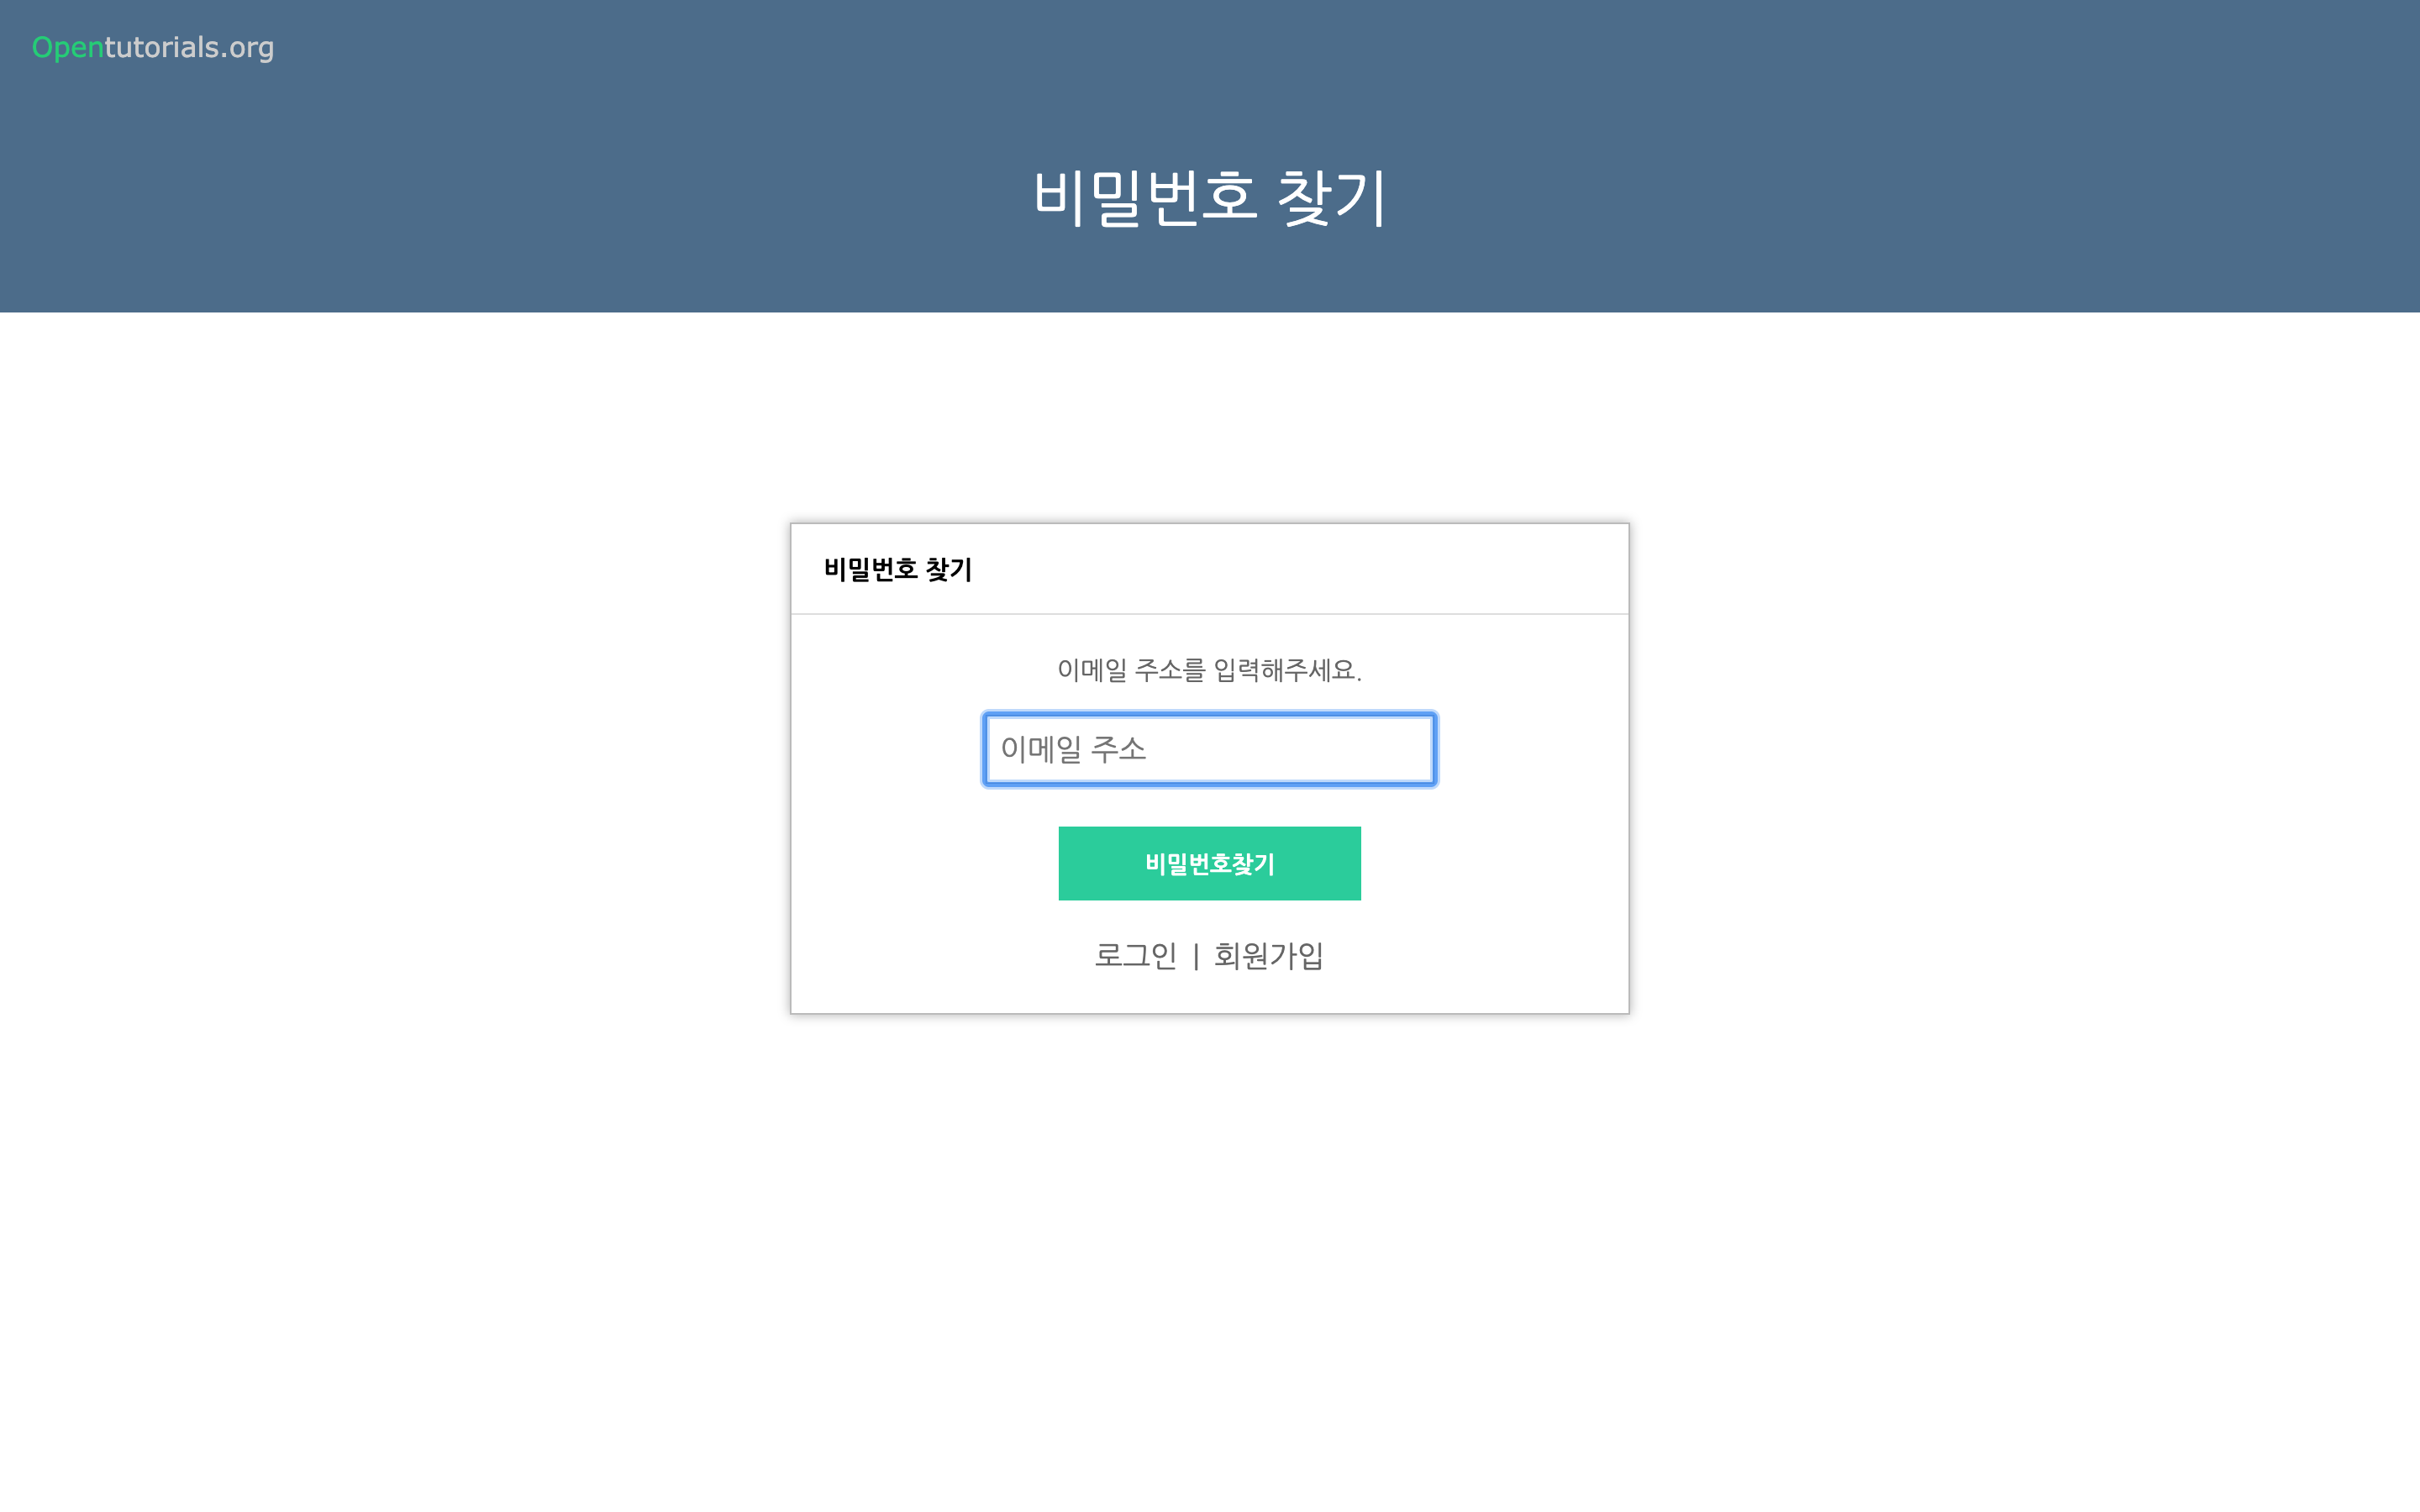 Opentutorials.org
비밀번호 찾기
비밀번호 찾기
이메일 주소를 입력해주세요.
이메일 주소
비밀번호찾기
로그인 | 회원가입